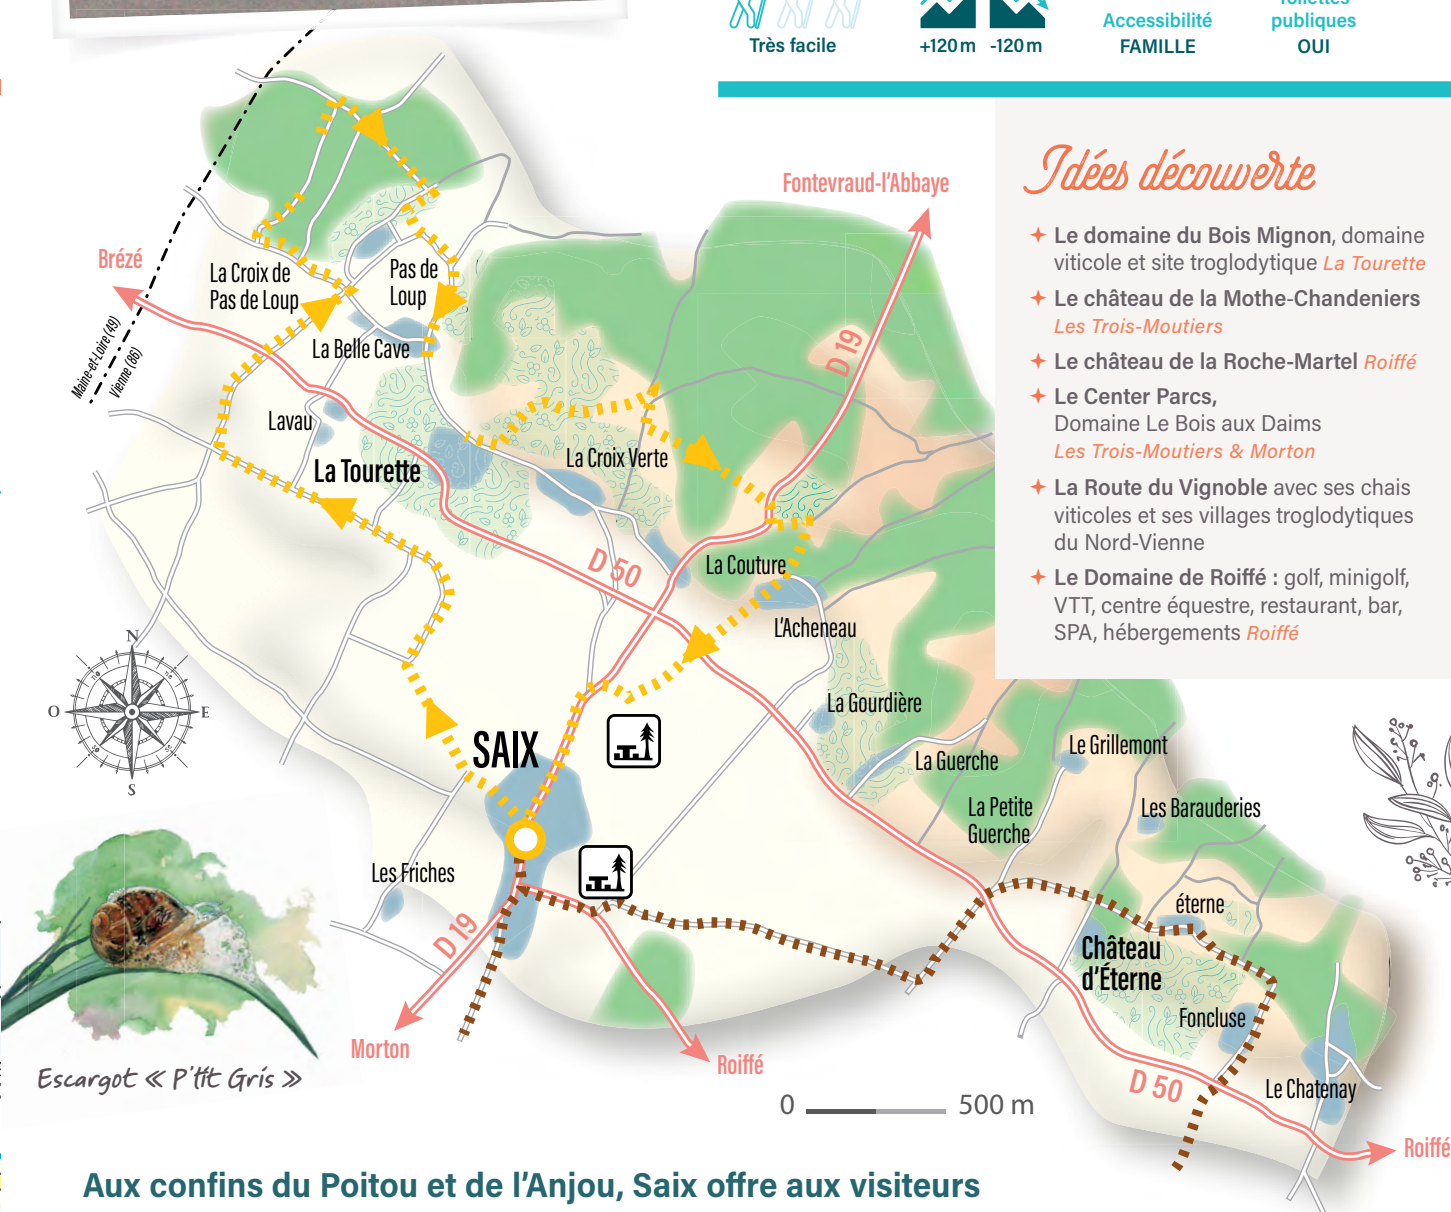 Très facile
+120 m -120 m
Accessibilité
FAMILLE
publiques
OUI
Idées découverte
Le domaine du Bois Mignon, domaine
viticole et site troglodytique La Tourette
Le château de la Mothe-Chandeniers
Les Trois-Moutiers
Le château de la Roche-Martel Roiffé
Le Center Parcs,
Domaine Le Bois aux Daims
Les Trois-Moutiers & Morton
La Route du Vignoble avec ses chais
viticoles et ses villages troglodytiques
du Nord-Vienne
Le Domaine de Roiffé : golf, minigolf,
VTT, centre équestre, restaurant, bar,
SPA, hébergements Roiffé
Fontevraud-l'Abbaye
Brézé
Maine-et-Loire (49)
Vienne (86)
La Croix de
Pas de Loup
Pas de
Loup
La Belle Cave
D 19
Lavau
La Tourette
La Croix Verte
D 50
La Couture
L'Acheneau
N
O
E
S
La Gourdière
SAIX
La Guerche
Le Grillemont
La Petite
Guerche
Les Barauderies
Les Friches
éterne
D 19
Château
d'Éterne
Foncluse
Morton
Roiffé
D 50
Le Chatenay
Roiffé
Escargot « P'tit Gris »
0 500 m
Aux confins du Poitou et de l'Anjou, Saix offre aux visiteurs